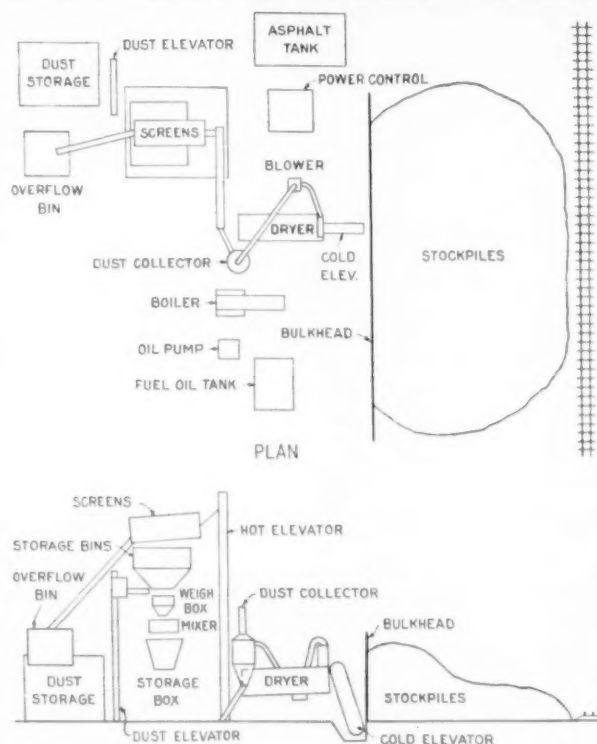 DUST ELEVATOR
ASPHALT
TANK
DUST
STORAGE
POWER CONTROL
SCREENS
BLOWER
OVERFLOW
BIN
DRYER
COLD
ELEV.
DUST COLLECTOR
STOCKPILES
BOILER
BULKHEAD
OIL PUMP
FUEL OIL TANK
PLAN
SCREENS
HOT ELEVATOR
STORAGE BINS
OVERFLOW
BIN
WEIGH
BOX
MIXER
DUST COLLECTOR
BULKHEAD
DUST
STORAGE
STORAGE
BOX
DRYER
STOCKPILES
DUST ELEVATOR
COLD ELEVATOR